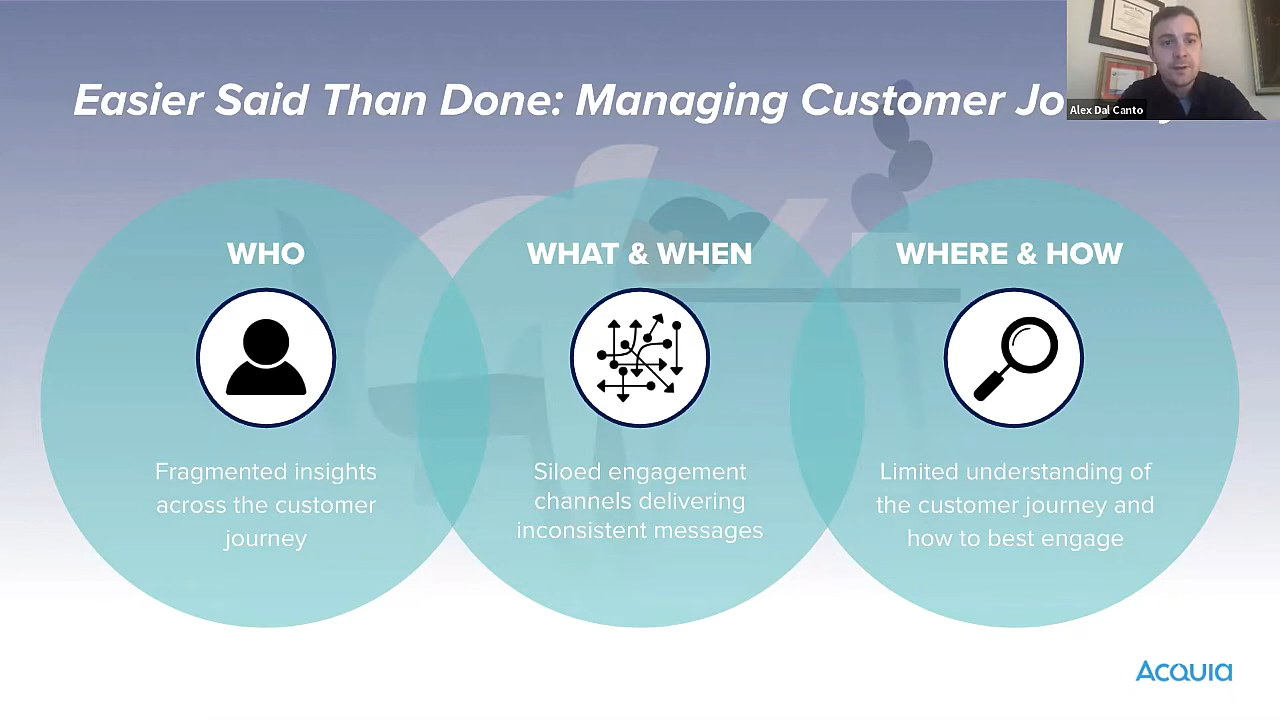 Easier Said Than Done: Managing Customer
Alex Dal Canto
WHO
WHAT & WHEN
WHERE & HOW
Fragmented insights
across the customer
journey
Siloed engagement
channels delivering
inconsistent messages
Limited understanding of
the customer journey and
how to best engage
Acquia